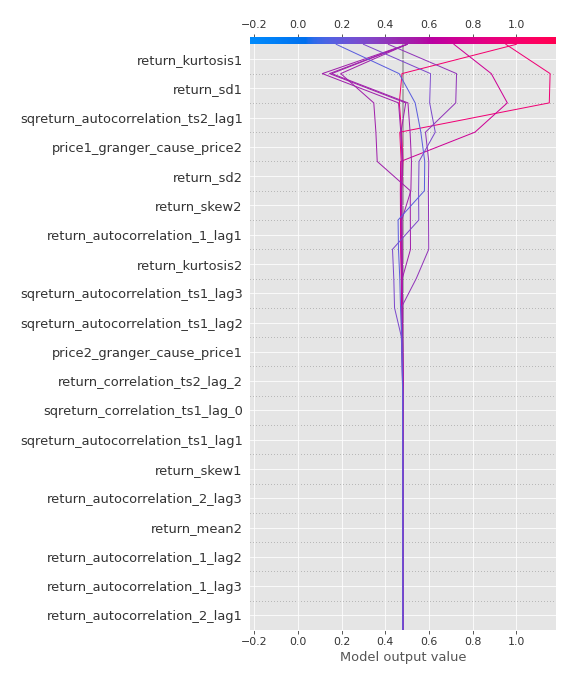 −0.2 0.0 0.2 0.4 0.6 0.8 1.0
return_kurtosis1
return_sd1
sqreturn_autocorrelation_ts2_lag1
price1_granger_cause_price2
return_sd2
return_skew2
return_autocorrelation_1_lag1
return_kurtosis2
sqreturn_autocorrelation_ts1_lag3
sqreturn_autocorrelation_ts1_lag2
price2_granger_cause_price1
return_correlation_ts2_lag_2
sqreturn_correlation_ts1_lag_0
sqreturn_autocorrelation_ts1_lag1
return_skew1
return_autocorrelation_2_lag3
return_mean2
return_autocorrelation_1_lag2
return_autocorrelation_1_lag3
return_autocorrelation_2_lag1
−0.2 0.0 0.2 0.4 0.6 0.8 1.0
Model output value